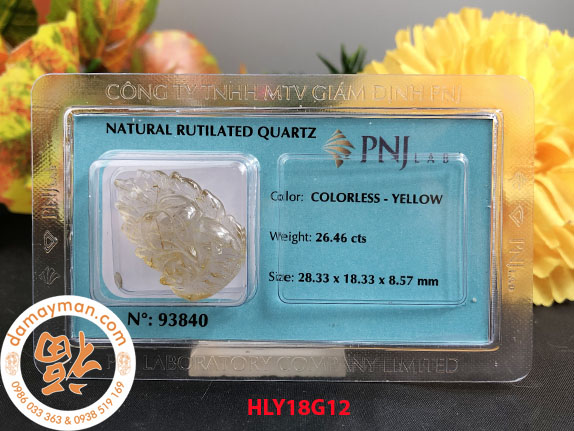 CÔNG TY TNHH MTV GIÁM ĐỊNH PNJ
NATURAL RUTILATED QUARTZ
PNJ LAB
Color: COLORLESS - YELLOW
Weight: 26.46 cts
Size: 28.33 x 18.33 x 8.57 mm
N°: 93840
LABORATORY COMPANY LIMITED
damayman.com
福
0986 033 363 & 0938 519 169
HLY18G12